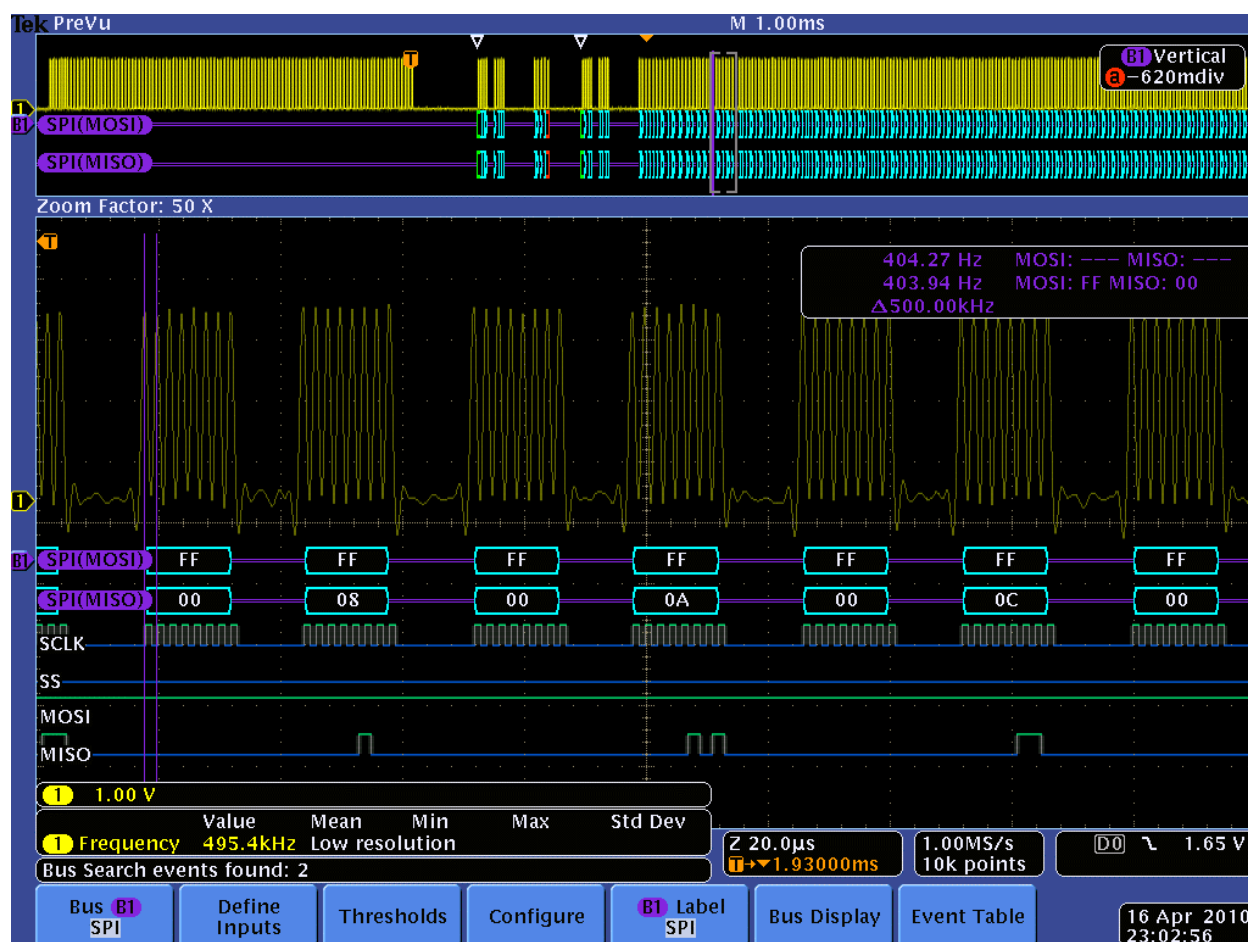 Tek PreVu M 1.00ms
T
B1 Vertical
a -620mdiv
1
B1 SPI(MOSI)
SPI(MISO)
Zoom Factor: 50 X
T
404.27 Hz MOSI: --- MISO: ---
403.94 Hz MOSI: FF MISO: 00
Δ500.00kHz
1
B1 SPI(MOSI) FF FF FF FF FF FF FF
SPI(MISO) 00 08 00 0A 00 0C 00
SCLK
SS
MOSI
MISO
1 1.00 V
Value Mean Min Max Std Dev
1 Frequency 495.4kHz Low resolution
Z 20.0µs
T→▼1.93000ms
1.00MS/s
10k points
D0 1.65 V
Bus Search events found: 2
Bus B1
SPI
Define
Inputs
Thresholds
Configure
B1 Label
SPI
Bus Display
Event Table
16 Apr 2010
23:02:56